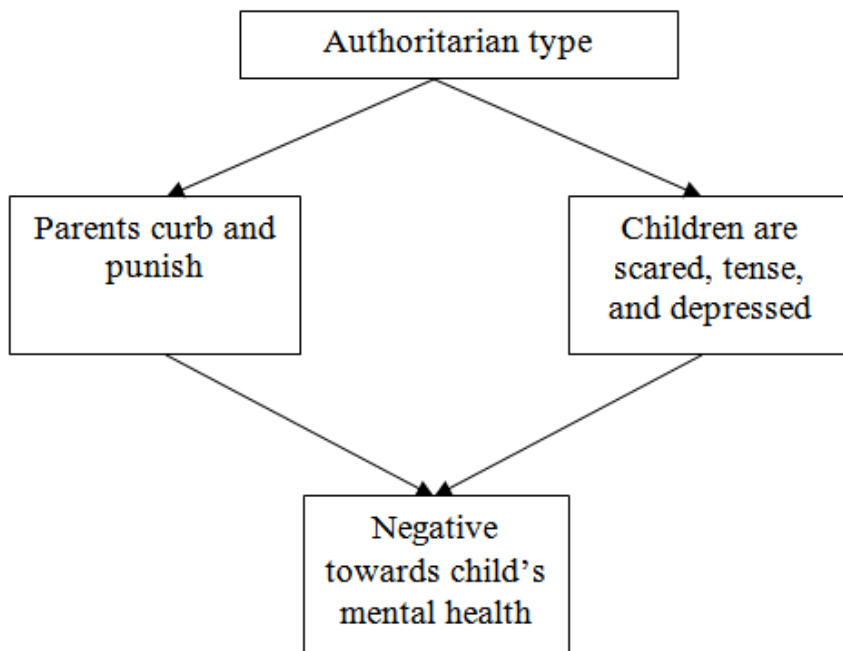 Authoritarian type
Parents curb and
punish
Children are
scared, tense,
and depressed
Negative
towards child’s
mental health